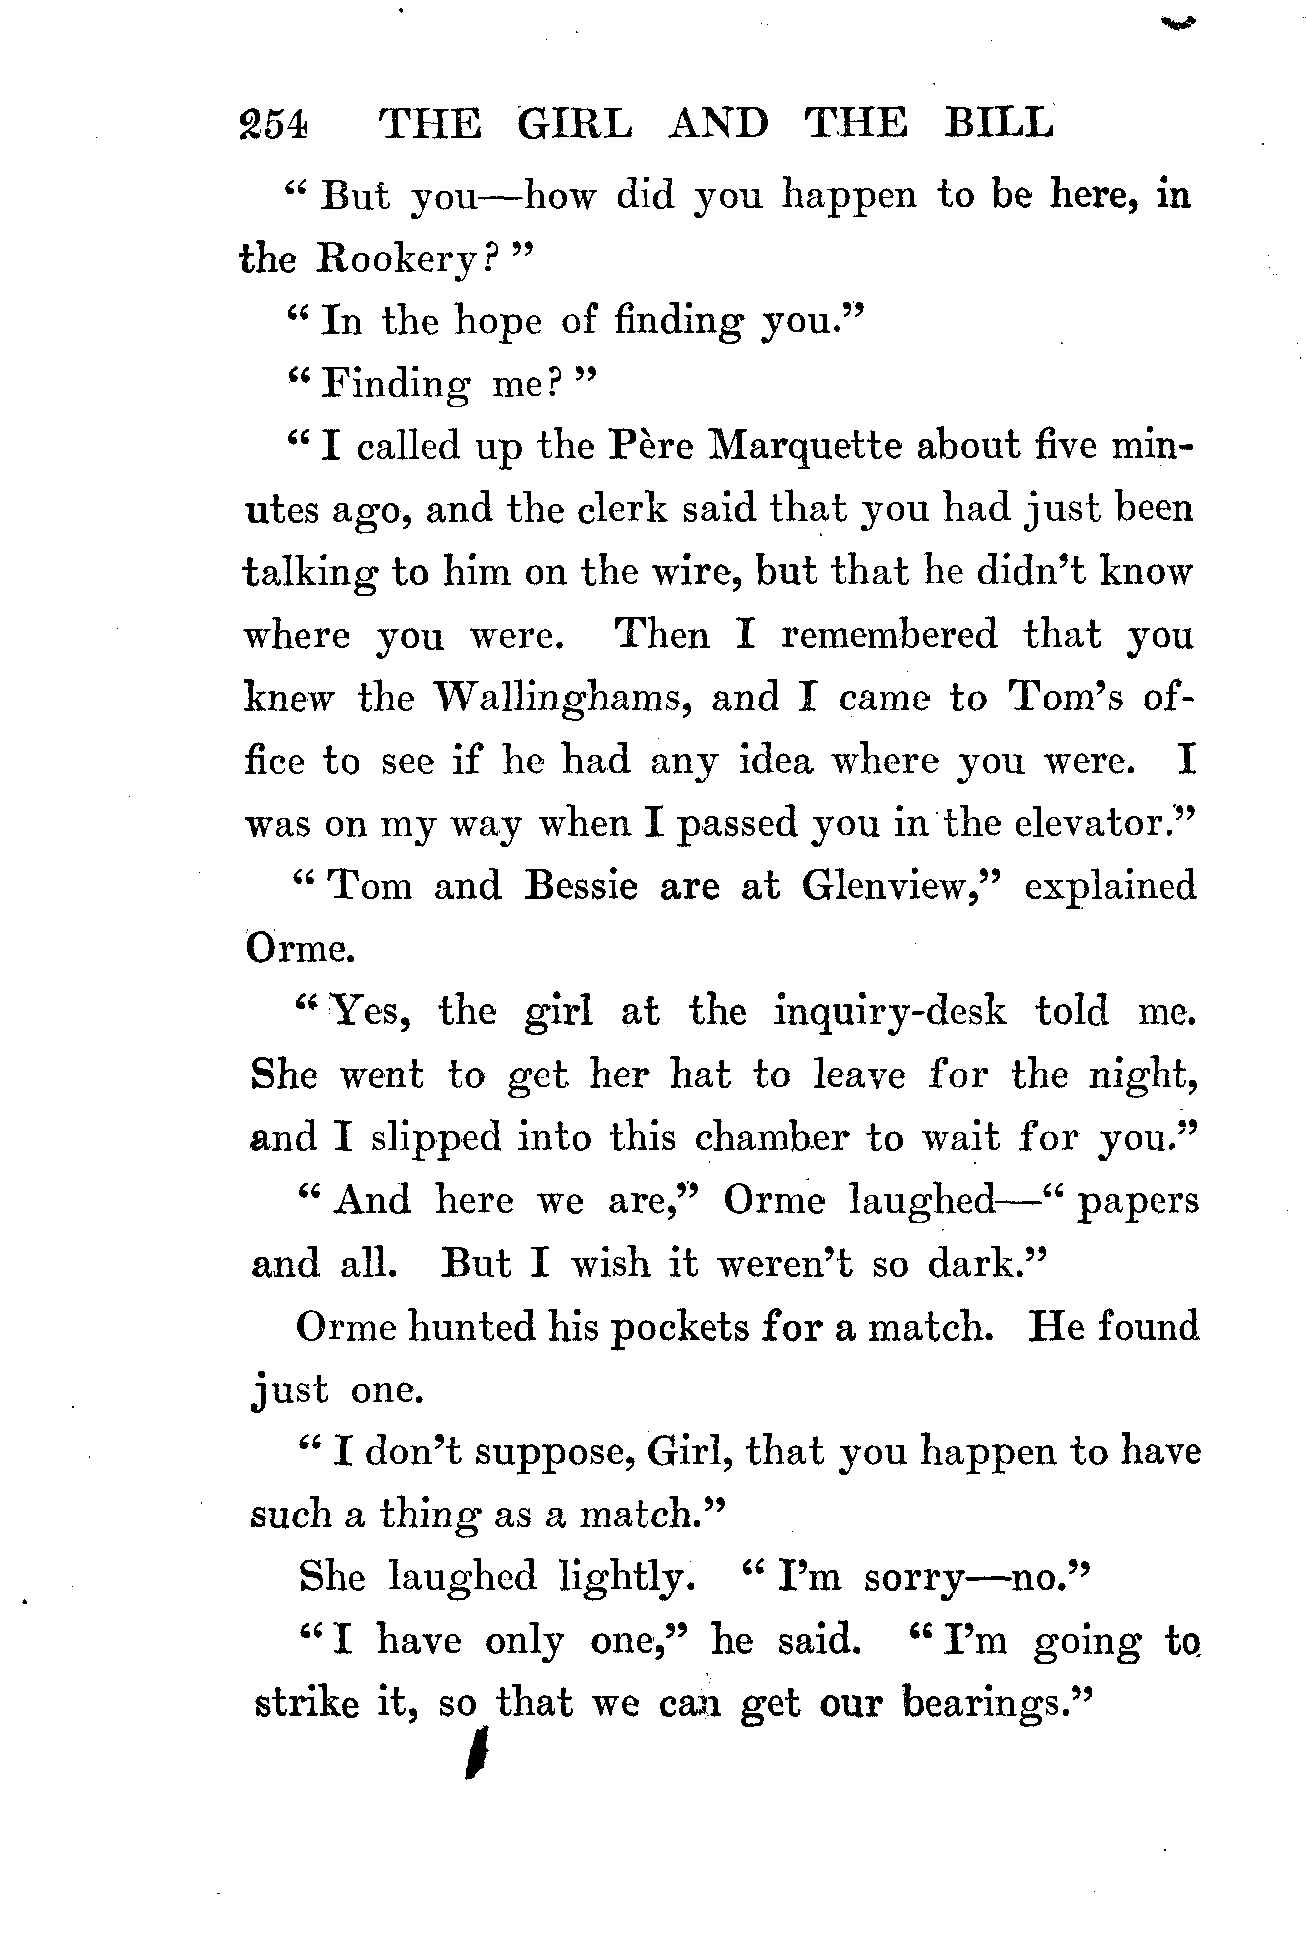 254 THE GIRL AND THE BILL
“ But you—how did you happen to be here, in
the Rookery? ”
“ In the hope of finding you.”
“ Finding me? ”
“ I called up the Père Marquette about five min-
utes ago, and the clerk said that you had just been
talking to him on the wire, but that he didn’t know
where you were. Then I remembered that you
knew the Wallinghams, and I came to Tom’s of-
fice to see if he had any idea where you were. I
was on my way when I passed you in the elevator.”
“ Tom and Bessie are at Glenview,” explained
Orme.
“ Yes, the girl at the inquiry-desk told me.
She went to get her hat to leave for the night,
and I slipped into this chamber to wait for you.”
“ And here we are,” Orme laughed—“ papers
and all. But I wish it weren’t so dark.”
Orme hunted his pockets for a match. He found
just one.
“ I don’t suppose, Girl, that you happen to have
such a thing as a match.”
She laughed lightly. “ I’m sorry—no.”
“ I have only one,” he said. “ I’m going to
strike it, so that we can get our bearings.”